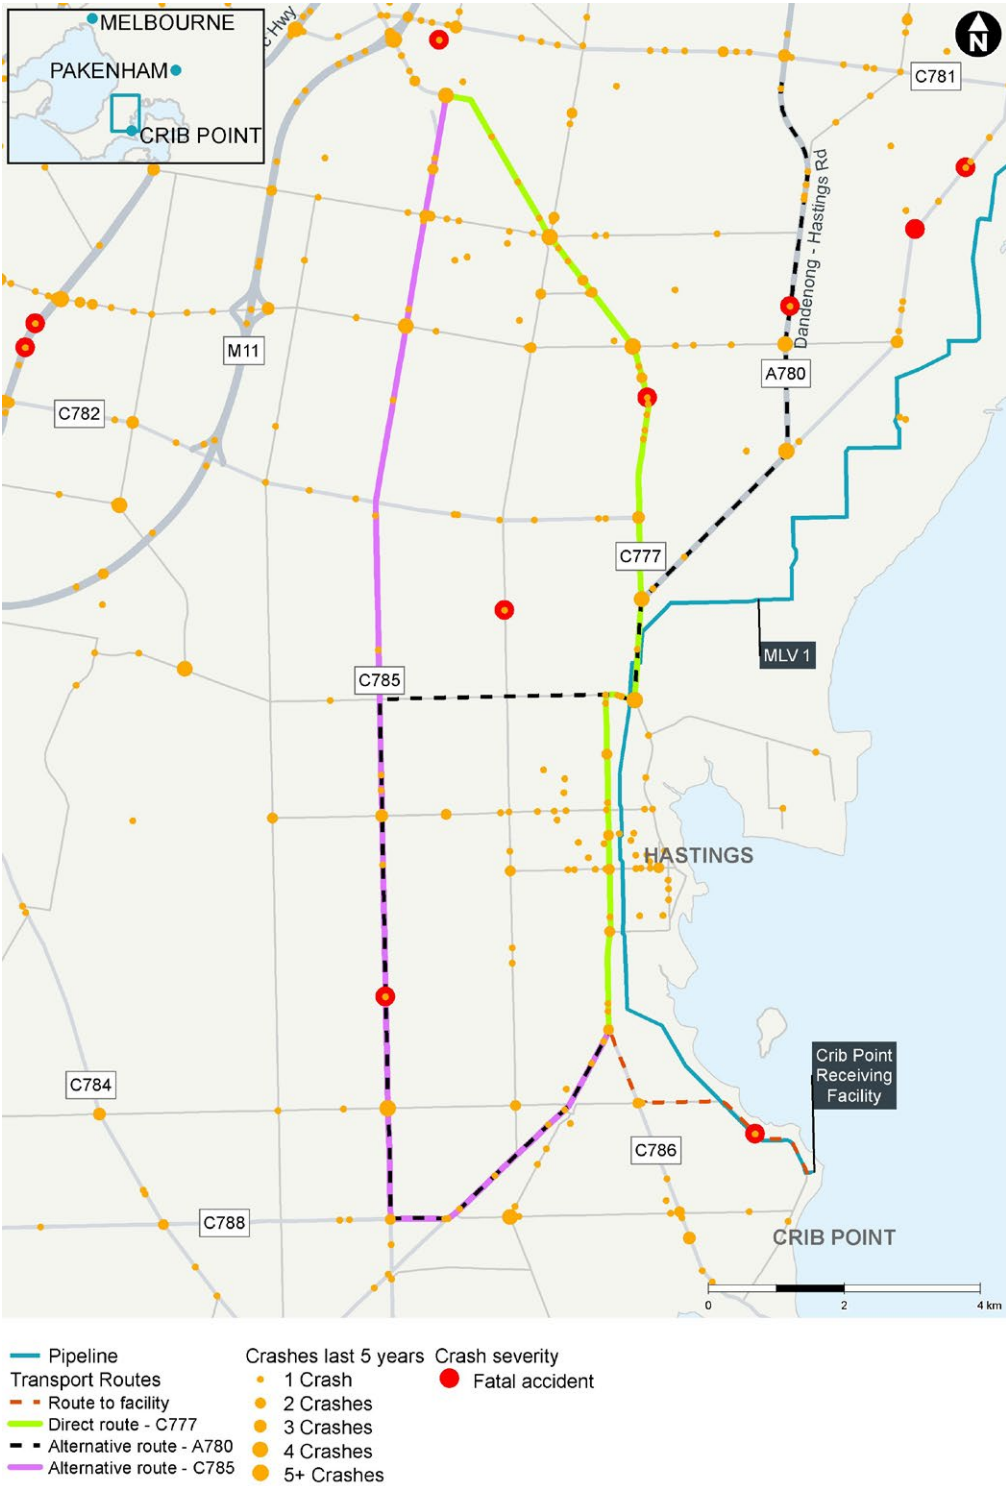 MELBOURNE
PAKENHAM
CRIB POINT
c Hwy
N
C781
Dandenong - Hastings Rd
M11
A780
C782
C777
MLV 1
C785
HASTINGS
Crib Point
Receiving
Facility
C784
C786
C788
CRIB POINT
0 2 4 km
Pipeline
Transport Routes
Route to facility
Direct route - C777
Alternative route - A780
Alternative route - C785
Crashes last 5 years
1 Crash
2 Crashes
3 Crashes
4 Crashes
5+ Crashes
Crash severity
Fatal accident